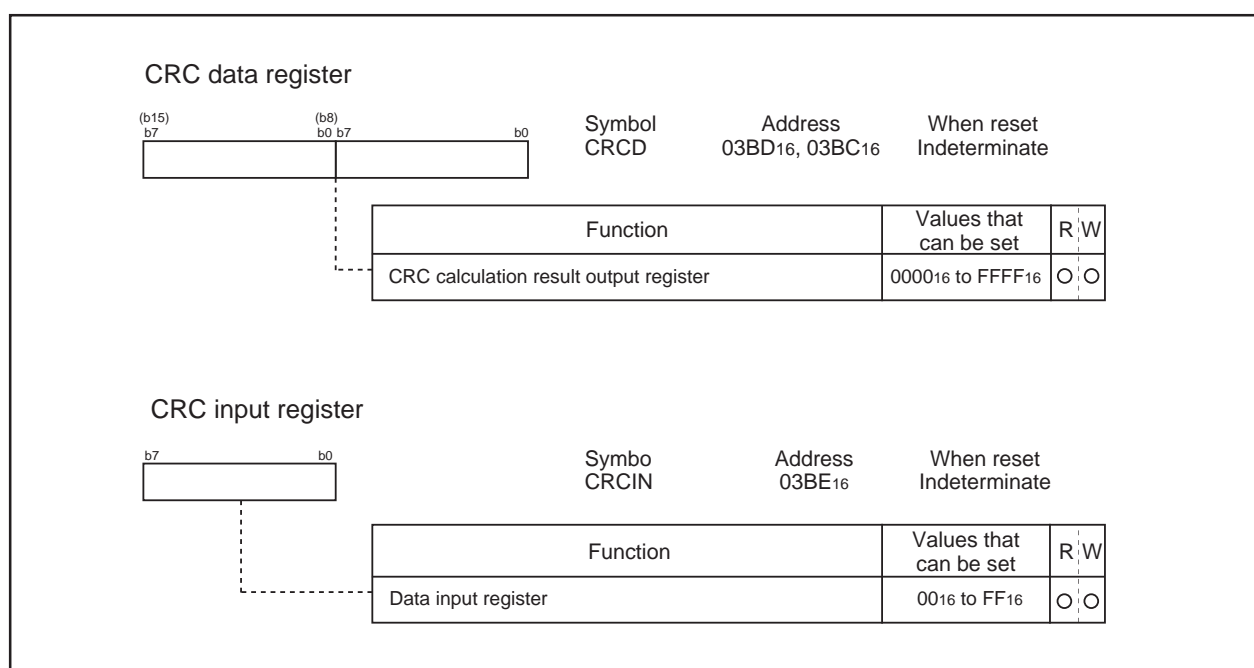 CRC data register
(b15) (b8)
b7 b0 b7 b0
Symbol Address When reset
CRCD 03BD16, 03BC16 Indeterminate
Function Values that can be set R W
CRC calculation result output register 000016 to FFFF16 O O
CRC input register
b7 b0
Symbo Address When reset
CRCIN 03BE16 Indeterminate
Function Values that can be set R W
Data input register 0016 to FF16 O O